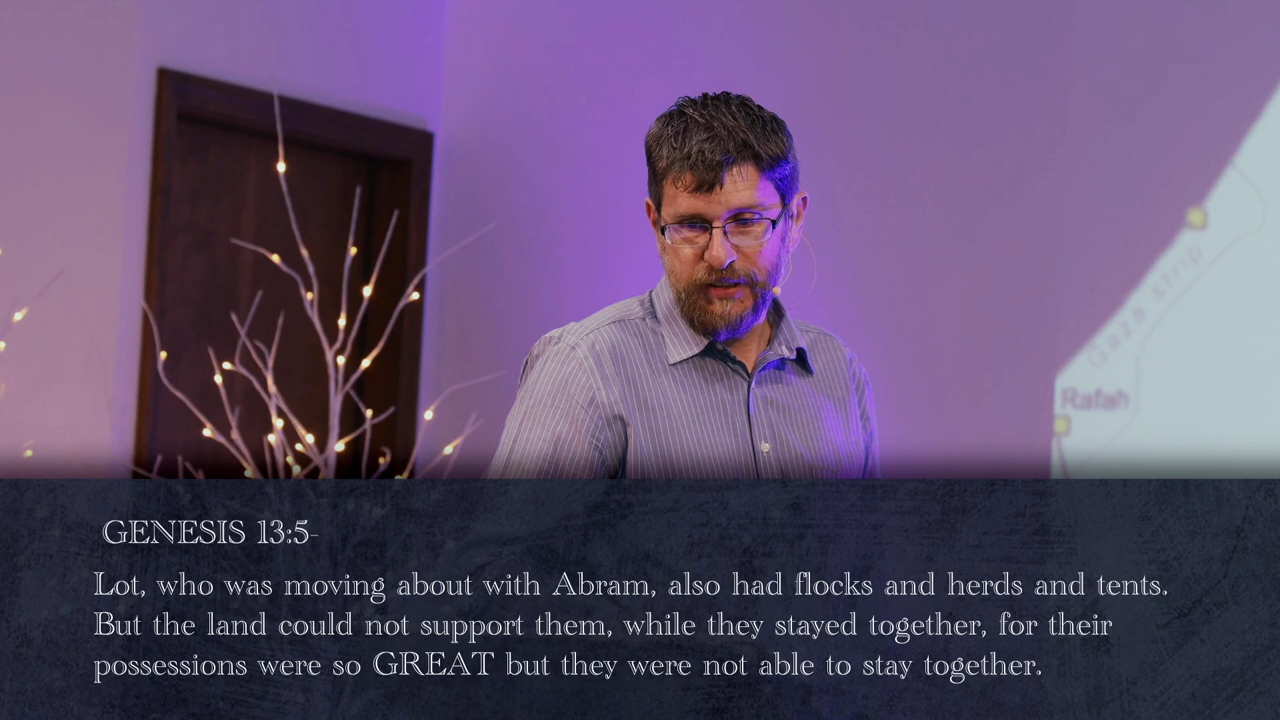 Gaza strip
Rafah
GENESIS 13:5-
Lot, who was moving about with Abram, also had flocks and herds and tents.
But the land could not support them, while they stayed together, for their
possessions were so GREAT but they were not able to stay together.